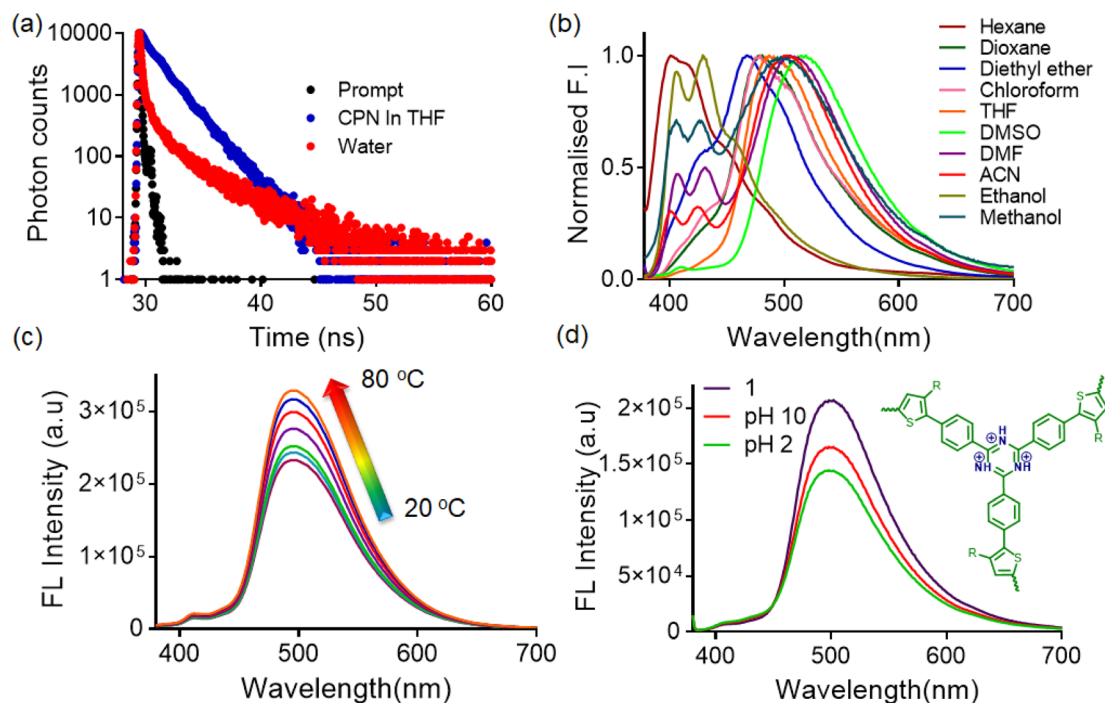 (a)
10000
1000
100
10
1
Photon counts
30
40
50
60
Time (ns)
Prompt
CPN In THF
Water
(b)
1.0
0.5
0.0
Normalised F.I
400
500
600
700
Wavelength(nm)
Hexane
Dioxane
Diethyl ether
Chloroform
THF
DMSO
DMF
ACN
Ethanol
Methanol
(c)
3×10⁵
2×10⁵
1×10⁵
0
FL Intensity (a.u)
400
500
600
700
Wavelength(nm)
80 ºC
20 ºC
(d)
2×10⁵
1.5×10⁵
1×10⁵
5×10⁴
0
FL Intensity (a.u)
400
500
600
700
Wavelength(nm)
1
pH 10
pH 2
R
S
S
R
H
N
⊕
⊕
NH
⊕
NH
R
S